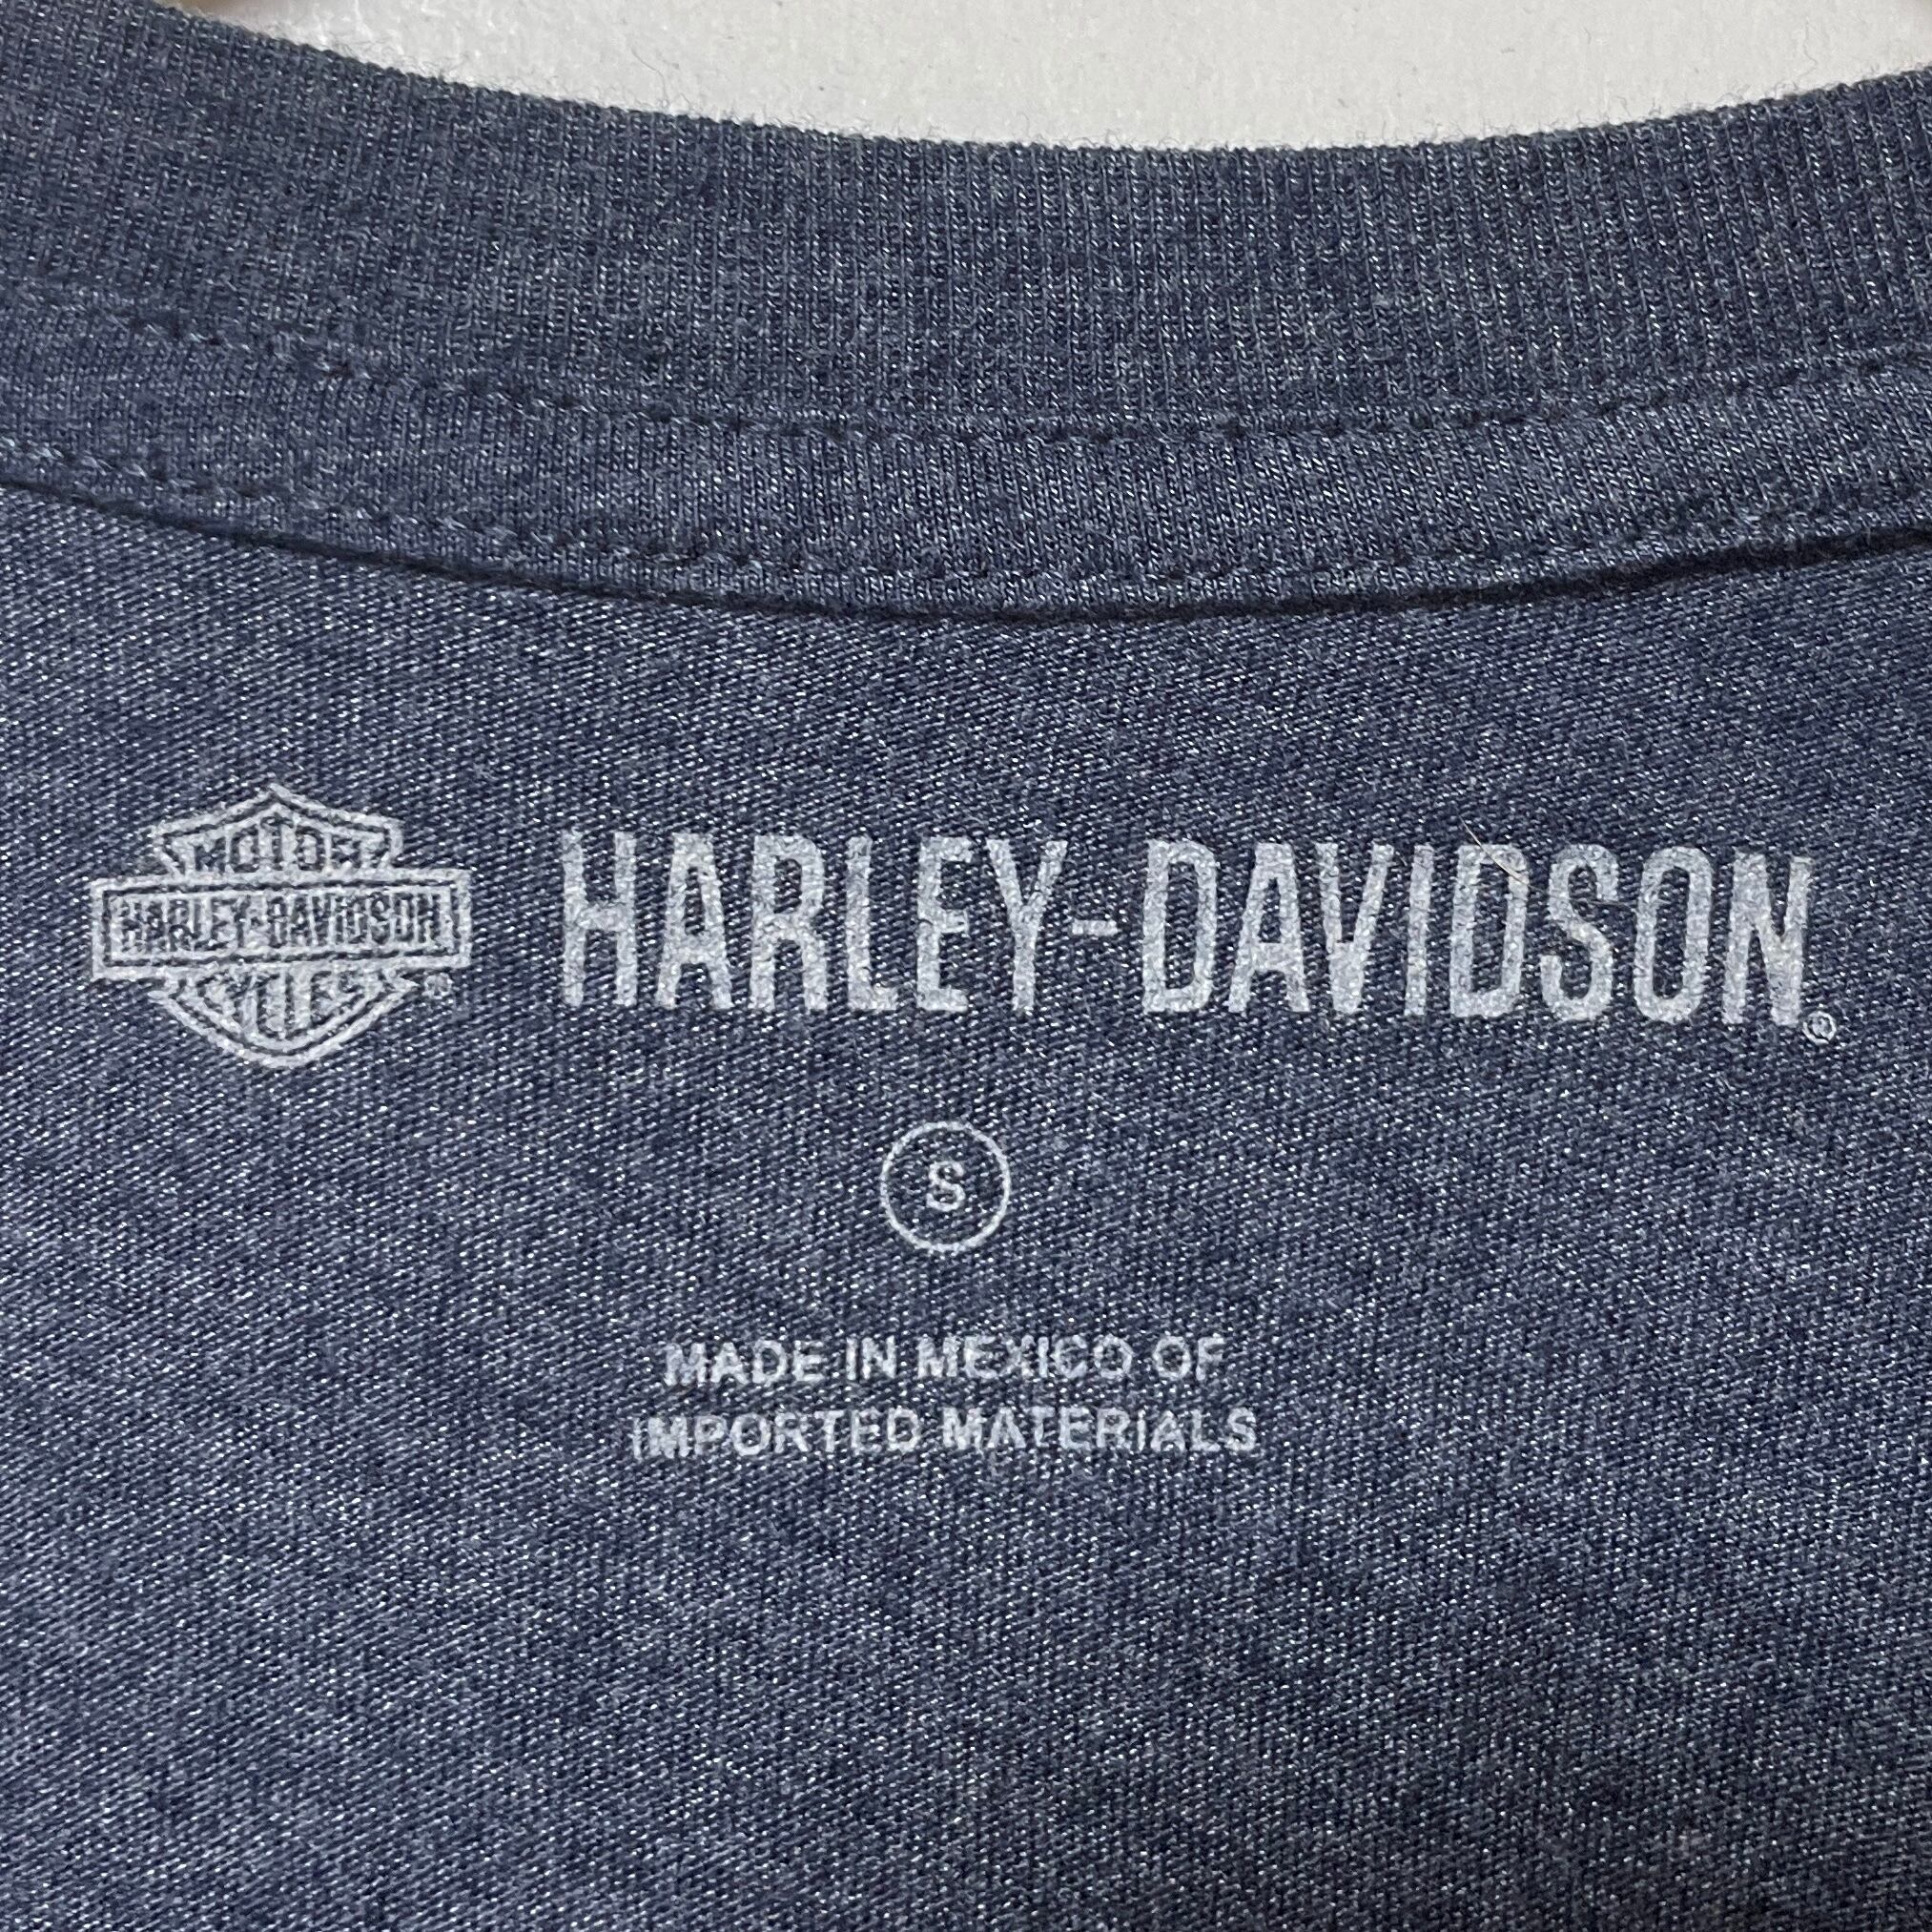 MOTOR
HARLEY-DAVIDSON
CYCLES ®
HARLEY-DAVIDSON®
S
MADE IN MEXICO OF
IMPORTED MATERIALS